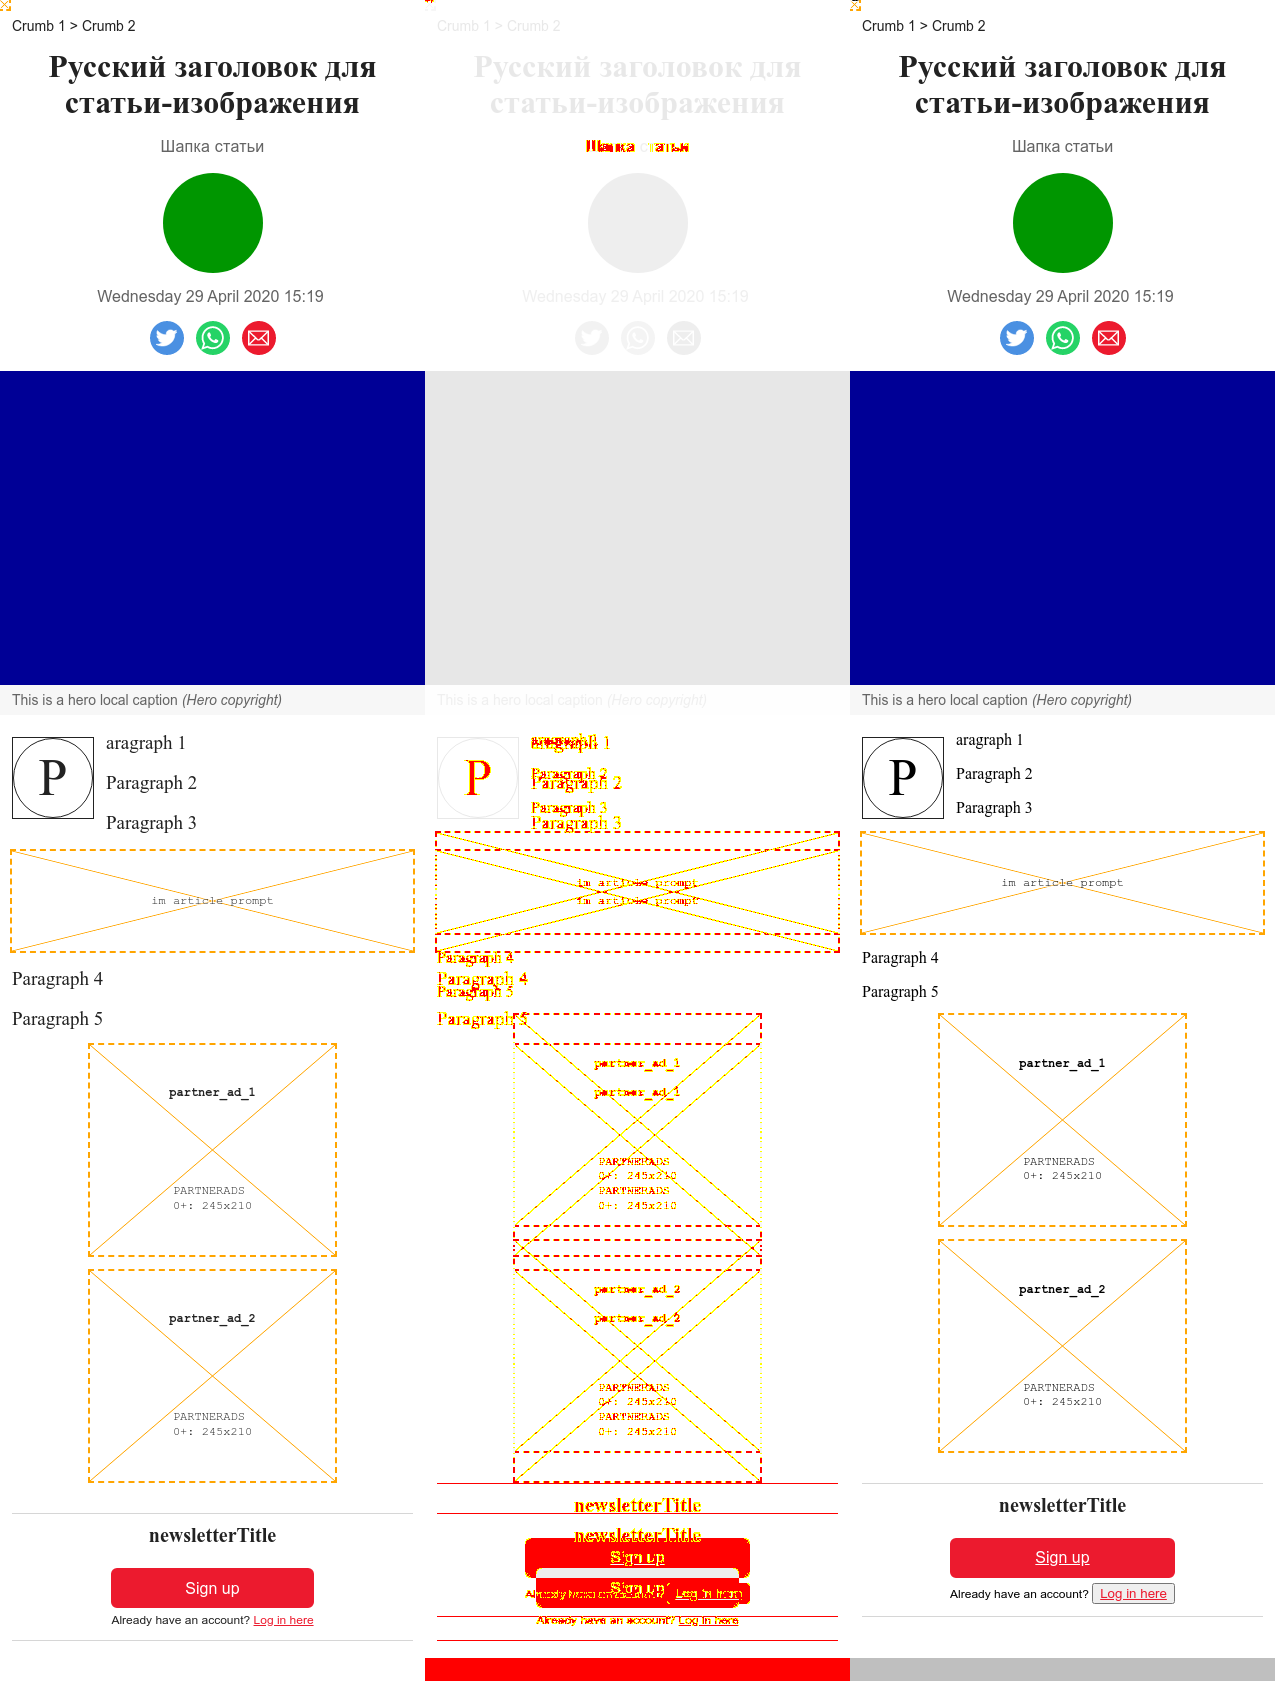 Crumb 1 > Crumb 2
Русский заголовок для
статьи-изображения
Шапка статьи
Wednesday 29 April 2020 15:19
This is a hero local caption (Hero copyright)
P
aragraph 1
Paragraph 2
Paragraph 3
im article prompt
Paragraph 4
Paragraph 5
partner_ad_1
PARTNERADS
0+: 245x210
partner_ad_2
PARTNERADS
0+: 245x210
newsletterTitle
Sign up
Already have an account? Log in here
Crumb 1 > Crumb 2
Русский заголовок для
статьи-изображения
Шапка статьи
Wednesday 29 April 2020 15:19
This is a hero local caption (Hero copyright)
P
aragraph 1
Paragraph 2
Paragraph 2
Paragraph 3
Paragraph 3
im article prompt
im article prompt
Paragraph 4
Paragraph 4
Paragraph 5
Paragraph 5
partner_ad_1
partner_ad_1
PARTNERADS
0+: 245x210
PARTNERADS
0+: 245x210
partner_ad_2
partner_ad_2
PARTNERADS
0+: 245x210
PARTNERADS
0+: 245x210
newsletterTitle
newsletterTitle
Sign up
Sign up
Log in here
Already have an account? Log in here
Crumb 1 > Crumb 2
Русский заголовок для
статьи-изображения
Шапка статьи
Wednesday 29 April 2020 15:19
This is a hero local caption (Hero copyright)
P
aragraph 1
Paragraph 2
Paragraph 3
im article prompt
Paragraph 4
Paragraph 5
partner_ad_1
PARTNERADS
0+: 245x210
partner_ad_2
PARTNERADS
0+: 245x210
newsletterTitle
Sign up
Already have an account? Log in here